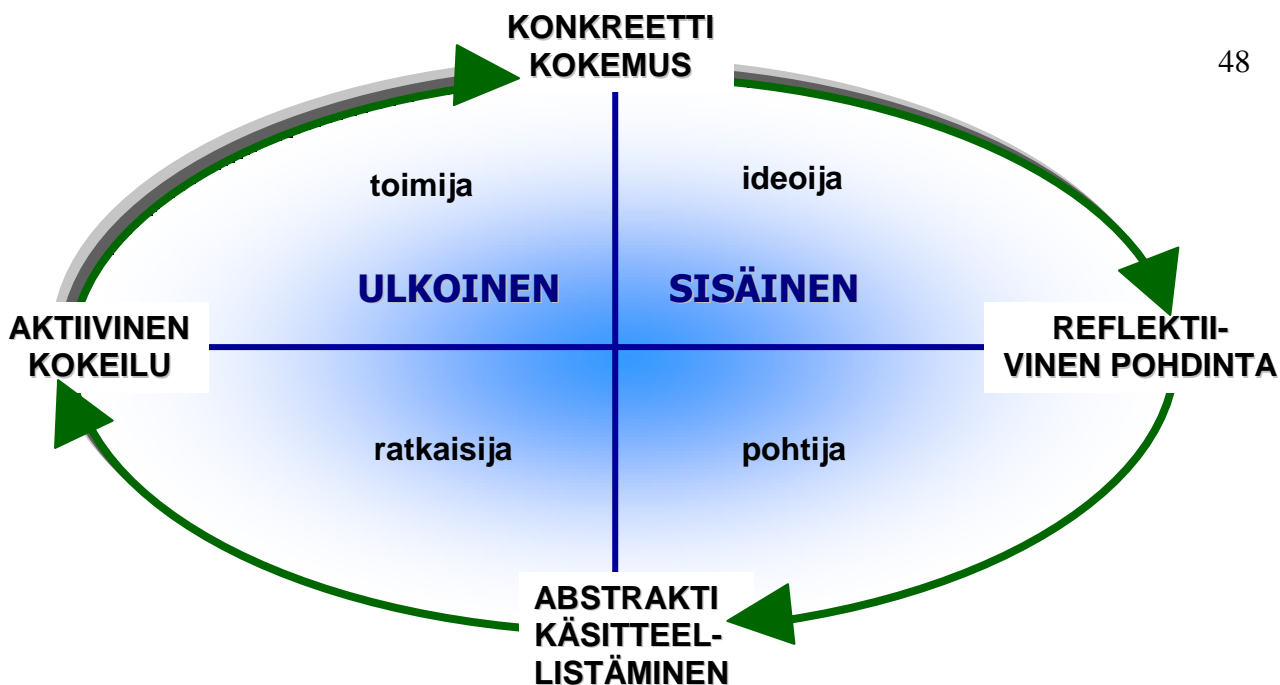 KONKREETTI
KOKEMUS
48
toimija
ideoija
ULKOINEN
SISÄINEN
AKTIIVINEN
KOKEILU
REFLEKTII-
VINEN POHDINTA
ratkaisija
pohtija
ABSTRAKTI
KÄSITTEEL-
LISTÄMINEN